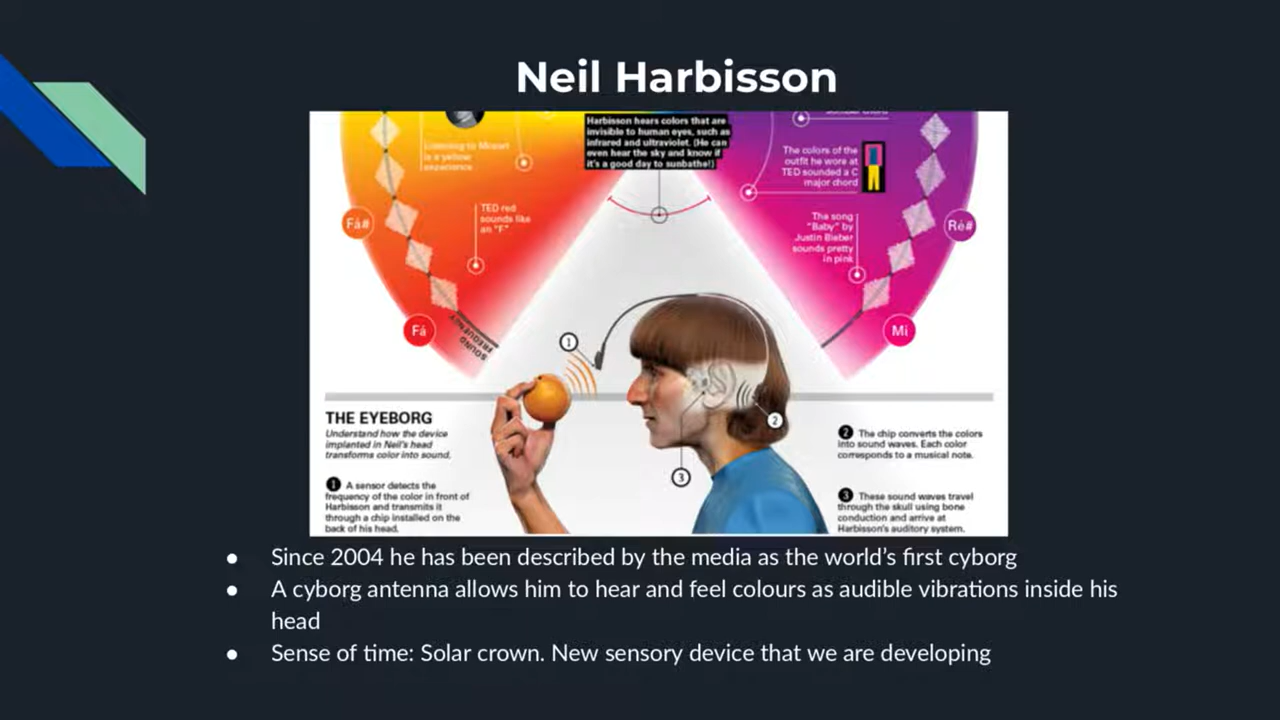 Neil Harbisson
Listening to Mozart
is a yellow
experience
Harbisson hears colors that are
invisible to human eyes, such as
infrared and ultraviolet. (He can
even hear the sky and know if
it's a good day to sunbathe!)
The colors of the
outfit he wore at
TED sounded a C
major chord
TED red
sounds like
an "F"
The song
"Baby" by
Justin Bieber
sounds pretty
in pink
Fá#
Ré#
Fá
SOUND
FREQUENCY
Mi
1
2
3
THE EYEBORG
Understand how the device
implanted in Neil's head
transforms color into sound.
1 A sensor detects the
frequency of the color in front of
Harbisson and transmits it
through a chip installed on the
back of his head.
2 The chip converts the colors
into sound waves. Each color
corresponds to a musical note.
3 These sound waves travel
through the skull using bone
conduction and arrive at
Harbisson's auditory system.
● Since 2004 he has been described by the media as the world's first cyborg
● A cyborg antenna allows him to hear and feel colours as audible vibrations inside his
head
● Sense of time: Solar crown. New sensory device that we are developing